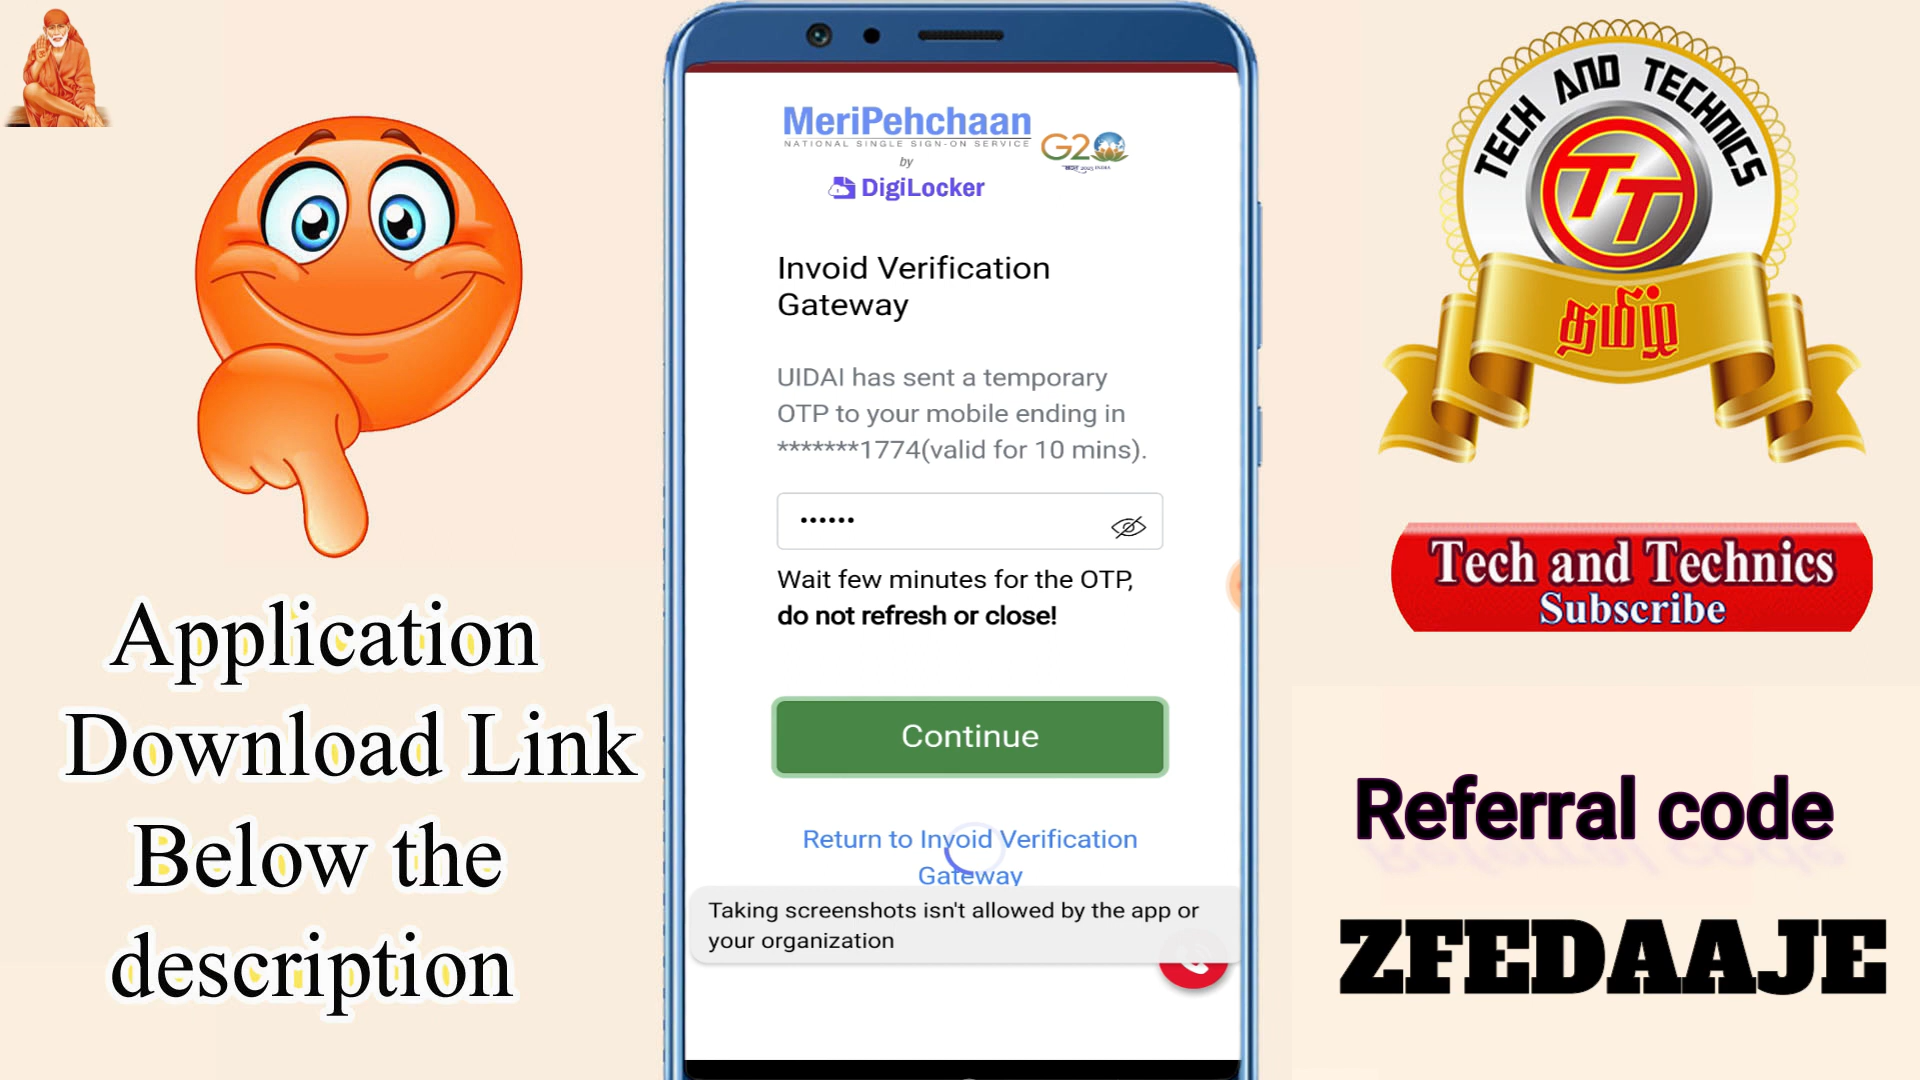 Application
Download Link
Below the
description
MeriPehchaan
NATIONAL SINGLE SIGN-ON SERVICE
by
DigiLocker
G20
Invoid Verification
Gateway
UIDAI has sent a temporary
OTP to your mobile ending in
*******1774(valid for 10 mins).
••••••
Wait few minutes for the OTP,
do not refresh or close!
Continue
Return to Invoid Verification
Gateway
Taking screenshots isn't allowed by the app or
your organization
TECH AND TECHNICS
TT
தமிழ்
Tech and Technics
Subscribe
Referral code
ZFEDAAJE